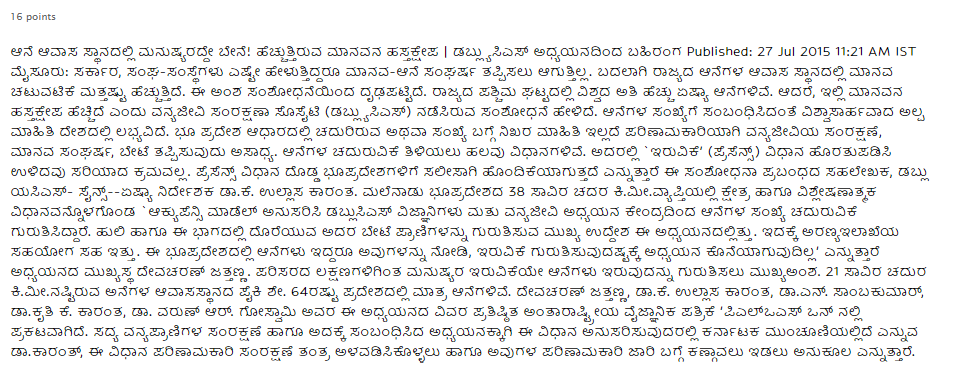 16 points
ಆನೆ ಆವಾಸ ಸ್ಥಾನದಲ್ಲಿ ಮನುಷ್ಯರದ್ದೇ ಬೇನೆ! ಹೆಚ್ಚುತ್ತಿರುವ ಮಾನವನ ಹಸ್ತಕ್ಷೇಪ | ಡಬ್ಲ್ಯುಸಿಎಸ್ ಅಧ್ಯಯನದಿಂದ ಬಹಿರಂಗ Published: 27 Jul 2015 11:21 AM IST
ಮೈಸೂರು: ಸರ್ಕಾರ, ಸಂಘ-ಸಂಸ್ಥೆಗಳು ಎಷ್ಟೇ ಹೇಳುತ್ತಿದ್ದರೂ ಮಾನವ-ಆನೆ ಸಂಘರ್ಷ ತಪ್ಪಿಸಲು ಆಗುತ್ತಿಲ್ಲ. ಬದಲಾಗಿ ರಾಜ್ಯದ ಆನೆಗಳ ಆವಾಸ ಸ್ಥಾನದಲ್ಲಿ ಮಾನವ
ಚಟುವಟಿಕೆ ಮತ್ತಷ್ಟು ಹೆಚ್ಚುತ್ತಿದೆ. ಈ ಅಂಶ ಸಂಶೋಧನೆಯಿಂದ ದೃಢಪಟ್ಟಿದೆ. ರಾಜ್ಯದ ಪಶ್ಚಿಮ ಘಟ್ಟದಲ್ಲಿ ವಿಶ್ವದ ಅತಿ ಹೆಚ್ಚು ಏಷ್ಯಾ ಆನೆಗಳಿವೆ. ಆದರೆ, ಇಲ್ಲಿ ಮಾನವನ
ಹಸ್ತಕ್ಷೇಪ ಹೆಚ್ಚಿದೆ ಎಂದು ವನ್ಯಜೀವಿ ಸಂರಕ್ಷಣಾ ಸೊಸೈಟಿ (ಡಬ್ಲ್ಯುಸಿಎಸ್) ನಡೆಸಿರುವ ಸಂಶೋಧನೆ ಹೇಳಿದೆ. ಆನೆಗಳ ಸಂಖ್ಯೆಗೆ ಸಂಬಂಧಿಸಿದಂತೆ ವಿಶ್ವಾಸಾರ್ಹವಾದ ಅಲ್ಪ
ಮಾಹಿತಿ ದೇಶದಲ್ಲಿ ಲಭ್ಯವಿದೆ. ಭೂ ಪ್ರದೇಶ ಆಧಾರದಲ್ಲಿ ಚದುರಿರುವ ಅಥವಾ ಸಂಖ್ಯೆ ಬಗ್ಗೆ ನಿಖರ ಮಾಹಿತಿ ಇಲ್ಲದೆ ಪರಿಣಾಮಕಾರಿಯಾಗಿ ವನ್ಯಜೀವಿಯ ಸಂರಕ್ಷಣೆ,
ಮಾನವ ಸಂಘರ್ಷ, ಬೇಟೆ ತಪ್ಪಿಸುವುದು ಅಸಾಧ್ಯ. ಆನೆಗಳ ಚದುರುವಿಕೆ ತಿಳಿಯಲು ಹಲವು ವಿಧಾನಗಳಿವೆ. ಅದರಲ್ಲಿ `ಇರುವಿಕೆ' (ಪ್ರೆಸೆನ್ಸ್) ವಿಧಾನ ಹೊರತುಪಡಿಸಿ
ಉಳಿದವು ಸರಿಯಾದ ಕ್ರಮವಲ್ಲ. ಪ್ರೆಸೆನ್ಸ್ ವಿಧಾನ ದೊಡ್ಡ ಭೂಪ್ರದೇಶಗಳಿಗೆ ಸಲೀಸಾಗಿ ಹೊಂದಿಕೆಯಾಗುತ್ತದೆ ಎನ್ನುತ್ತಾರೆ ಈ ಸಂಶೋಧನಾ ಪ್ರಬಂಧದ ಸಹಲೇಖಕ, ಡಬ್ಲು
ಯಸಿಎಸ್- ಸೈನ್ಸ್--ಏಷ್ಯಾ ನಿರ್ದೇಶಕ ಡಾ.ಕೆ. ಉಲ್ಲಾಸ ಕಾರಂತ. ಮಲೆನಾಡು ಭೂಪ್ರದೇಶದ 38 ಸಾವಿರ ಚದರ ಕಿ.ಮೀ.ವ್ಯಾಪ್ತಿಯಲ್ಲಿ ಕ್ಷೇತ್ರ ಹಾಗೂ ವಿಶ್ಲೇಷಣಾತ್ಮಕ
ವಿಧಾನವನ್ನೊಳಗೊಂಡ `ಆಕ್ಯುಪೆನ್ಸಿ ಮಾಡೆಲ್ ಅನುಸರಿಸಿ ಡಬ್ಲುಸಿಎಸ್ ವಿಜ್ಞಾನಿಗಳು ಮತು ವನ್ಯಜೀವಿ ಅಧ್ಯಯನ ಕೇಂದ್ರದಿಂದ ಆನೆಗಳ ಸಂಖ್ಯೆ ಚದುರುವಿಕೆ
ಗುರುತಿಸಿದ್ದಾರೆ. ಹುಲಿ ಹಾಗೂ ಈ ಭಾಗದಲ್ಲಿ ದೊರೆಯುವ ಅದರ ಬೇಟೆ ಪ್ರಾಣಿಗಳನ್ನು ಗುರುತಿಸುವ ಮುಖ್ಯ ಉದ್ದೇಶ ಈ ಅಧ್ಯಯನದಲ್ಲಿತ್ತು. ಇದಕ್ಕೆ ಅರಣ್ಯಇಲಾಖೆಯ
ಸಹಯೋಗ ಸಹ ಇತ್ತು. ಈ ಭೂಪ್ರದೇಶದಲ್ಲಿ ಆನೆಗಳು ಇದ್ದರೂ ಅವುಗಳನ್ನು ನೋಡಿ, ಇರುವಿಕೆ ಗುರುತಿಸುವುದಷ್ಟಕ್ಕೆ ಅಧ್ಯಯನ ಕೊನೆಯಾಗುವುದಿಲ್ಲ' ಎನ್ನುತ್ತಾರೆ
ಅಧ್ಯಯನದ ಮುಖ್ಯಸ್ಥ ದೇವಚರಣ್ ಜತ್ತಣ್ಣ. ಪರಿಸರದ ಲಕ್ಷಣಗಳಿಗಿಂತ ಮನುಷ್ಯರ ಇರುವಿಕೆಯೇ ಆನೆಗಳು ಇರುವುದನ್ನು ಗುರುತಿಸಲು ಮುಖ್ಯಅಂಶ. 21 ಸಾವಿರ ಚದುರ
ಕಿ.ಮೀ.ನಷ್ಟಿರುವ ಅನೆಗಳ ಆವಾಸಸ್ಥಾನದ ಪೈಕಿ ಶೇ. 64ರಷ್ಟು ಪ್ರದೇಶದಲ್ಲಿ ಮಾತ್ರ ಆನೆಗಳಿವೆ. ದೇವಚರಣ್ ಜತ್ತಣ್ಣ, ಡಾ.ಕೆ. ಉಲ್ಲಾಸ ಕಾರಂತ, ಡಾ.ಎನ್. ಸಾಂಬಕುಮಾರ್,
ಡಾ.ಕೃತಿ ಕೆ. ಕಾರಂತ, ಡಾ. ವರುಣ್ ಆರ್. ಗೋಸ್ವಾಮಿ ಅವರ ಈ ಅಧ್ಯಯನದ ವಿವರ ಪ್ರತಿಷ್ಠಿತ ಅಂತಾರಾಷ್ಟ್ರೀಯ ವೈಜ್ಞಾನಿಕ ಪತ್ರಿಕೆ 'ಪಿಎಲ್ಒಎಸ್ ಒನ್ ನಲ್ಲಿ
ಪ್ರಕಟವಾಗಿದೆ. ಸದ್ಯ ವನ್ಯಪ್ರಾಣಿಗಳ ಸಂರಕ್ಷಣೆ ಹಾಗೂ ಅದಕ್ಕೆ ಸಂಬಂಧಿಸಿದ ಅಧ್ಯಯನಕ್ಕಾಗಿ ಈ ವಿಧಾನ ಅನುಸರಿಸುವುದರಲ್ಲಿ ಕರ್ನಾಟಕ ಮುಂಚೂಣಿಯಲ್ಲಿದೆ ಎನ್ನುವ
ಡಾ.ಕಾರಂತ್, ಈ ವಿಧಾನ ಪರಿಣಾಮಕಾರಿ ಸಂರಕ್ಷಣೆ ತಂತ್ರ ಅಳವಡಿಸಿಕೊಳ್ಳಲು ಹಾಗೂ ಅವುಗಳ ಪರಿಣಾಮಕಾರಿ ಜಾರಿ ಬಗ್ಗೆ ಕಣ್ಗಾವಲು ಇಡಲು ಅನುಕೂಲ ಎನ್ನುತ್ತಾರೆ.